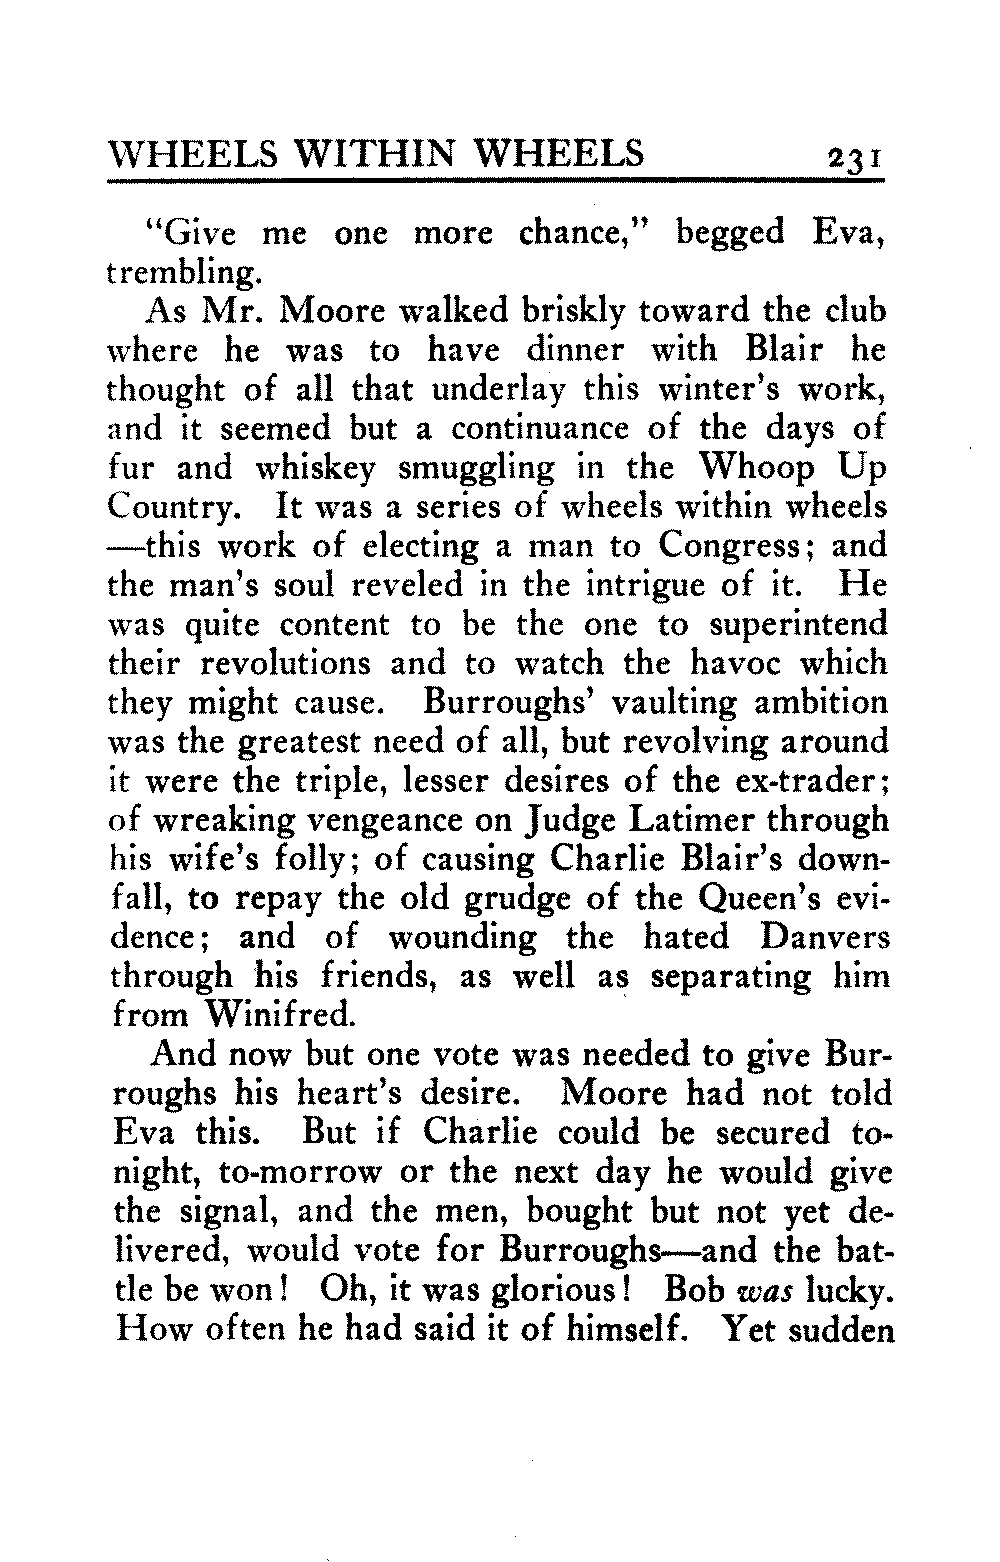 WHEELS WITHIN WHEELS 231
"Give me one more chance," begged Eva,
trembling.
As Mr. Moore walked briskly toward the club
where he was to have dinner with Blair he
thought of all that underlay this winter's work,
and it seemed but a continuance of the days of
fur and whiskey smuggling in the Whoop Up
Country. It was a series of wheels within wheels
—this work of electing a man to Congress; and
the man's soul reveled in the intrigue of it. He
was quite content to be the one to superintend
their revolutions and to watch the havoc which
they might cause. Burroughs' vaulting ambition
was the greatest need of all, but revolving around
it were the triple, lesser desires of the ex-trader;
of wreaking vengeance on Judge Latimer through
his wife's folly; of causing Charlie Blair's down-
fall, to repay the old grudge of the Queen's evi-
dence; and of wounding the hated Danvers
through his friends, as well as separating him
from Winifred.
And now but one vote was needed to give Bur-
roughs his heart's desire. Moore had not told
Eva this. But if Charlie could be secured to-
night, to-morrow or the next day he would give
the signal, and the men, bought but not yet de-
livered, would vote for Burroughs—and the bat-
tle be won! Oh, it was glorious! Bob was lucky.
How often he had said it of himself. Yet sudden